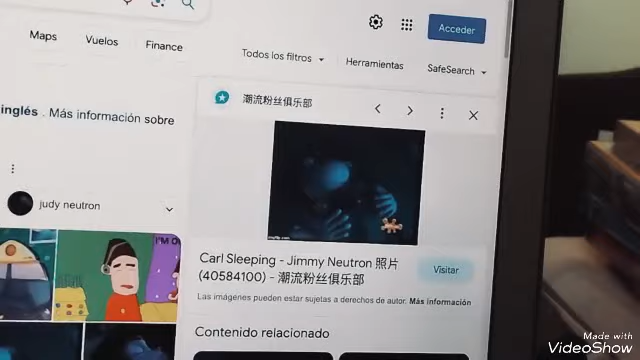 Acceder
Maps
Vuelos
Finance
Todos los filtros
Herramientas
SafeSearch
潮流粉丝俱乐部
inglés . Más información sobre
judy neutron
I'M O
imgflip.com
Carl Sleeping - Jimmy Neutron 照片
(40584100) - 潮流粉丝俱乐部
Visitar
Las imágenes pueden estar sujetas a derechos de autor. Más información
Contenido relacionado
Made with
VideoShow